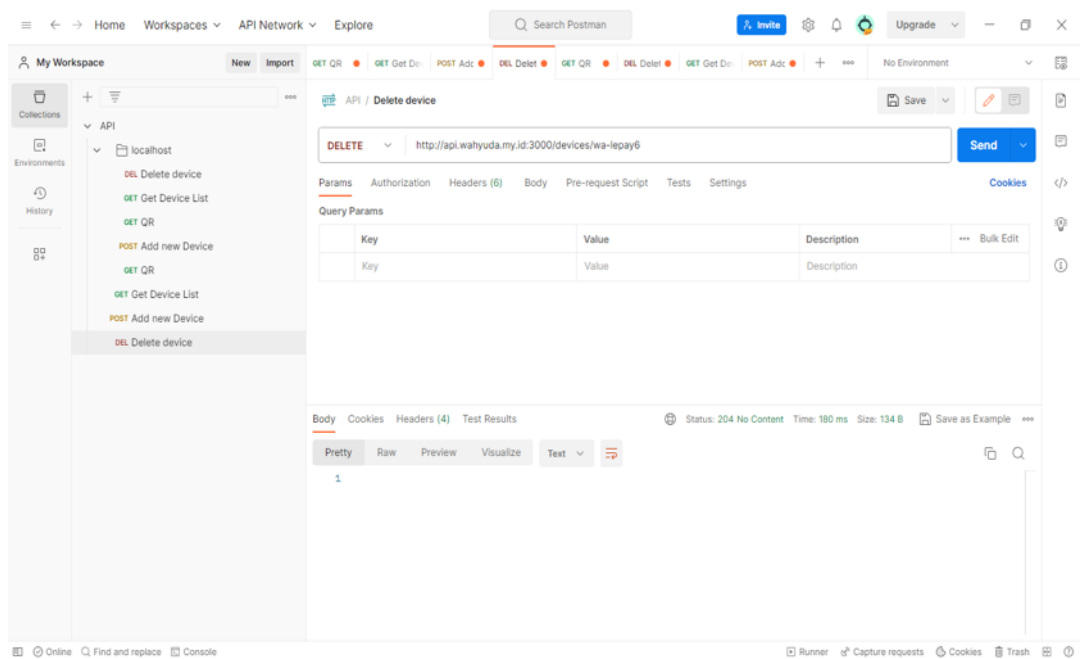 Home Workspaces API Network Explore Search Postman Invite Upgrade
My Workspace New Import GET QR GET Get De POST Adc DEL Delet GET QR DEL Delet GET Get De POST Adc No Environment
Collections
Environments
History
API
localhost
DEL Delete device
GET Get Device List
GET QR
POST Add new Device
GET QR
GET Get Device List
POST Add new Device
DEL Delete device
HTTP API / Delete device Save
DELETE http://api.wahyuda.my.id:3000/devices/wa-lepay6 Send
Params Authorization Headers (6) Body Pre-request Script Tests Settings Cookies
Query Params
Key Value Description Bulk Edit
Key Value Description
Body Cookies Headers (4) Test Results Status: 204 No Content Time: 180 ms Size: 134 B Save as Example
Pretty Raw Preview Visualize Text
1
Online Find and replace Console Runner Capture requests Cookies Trash